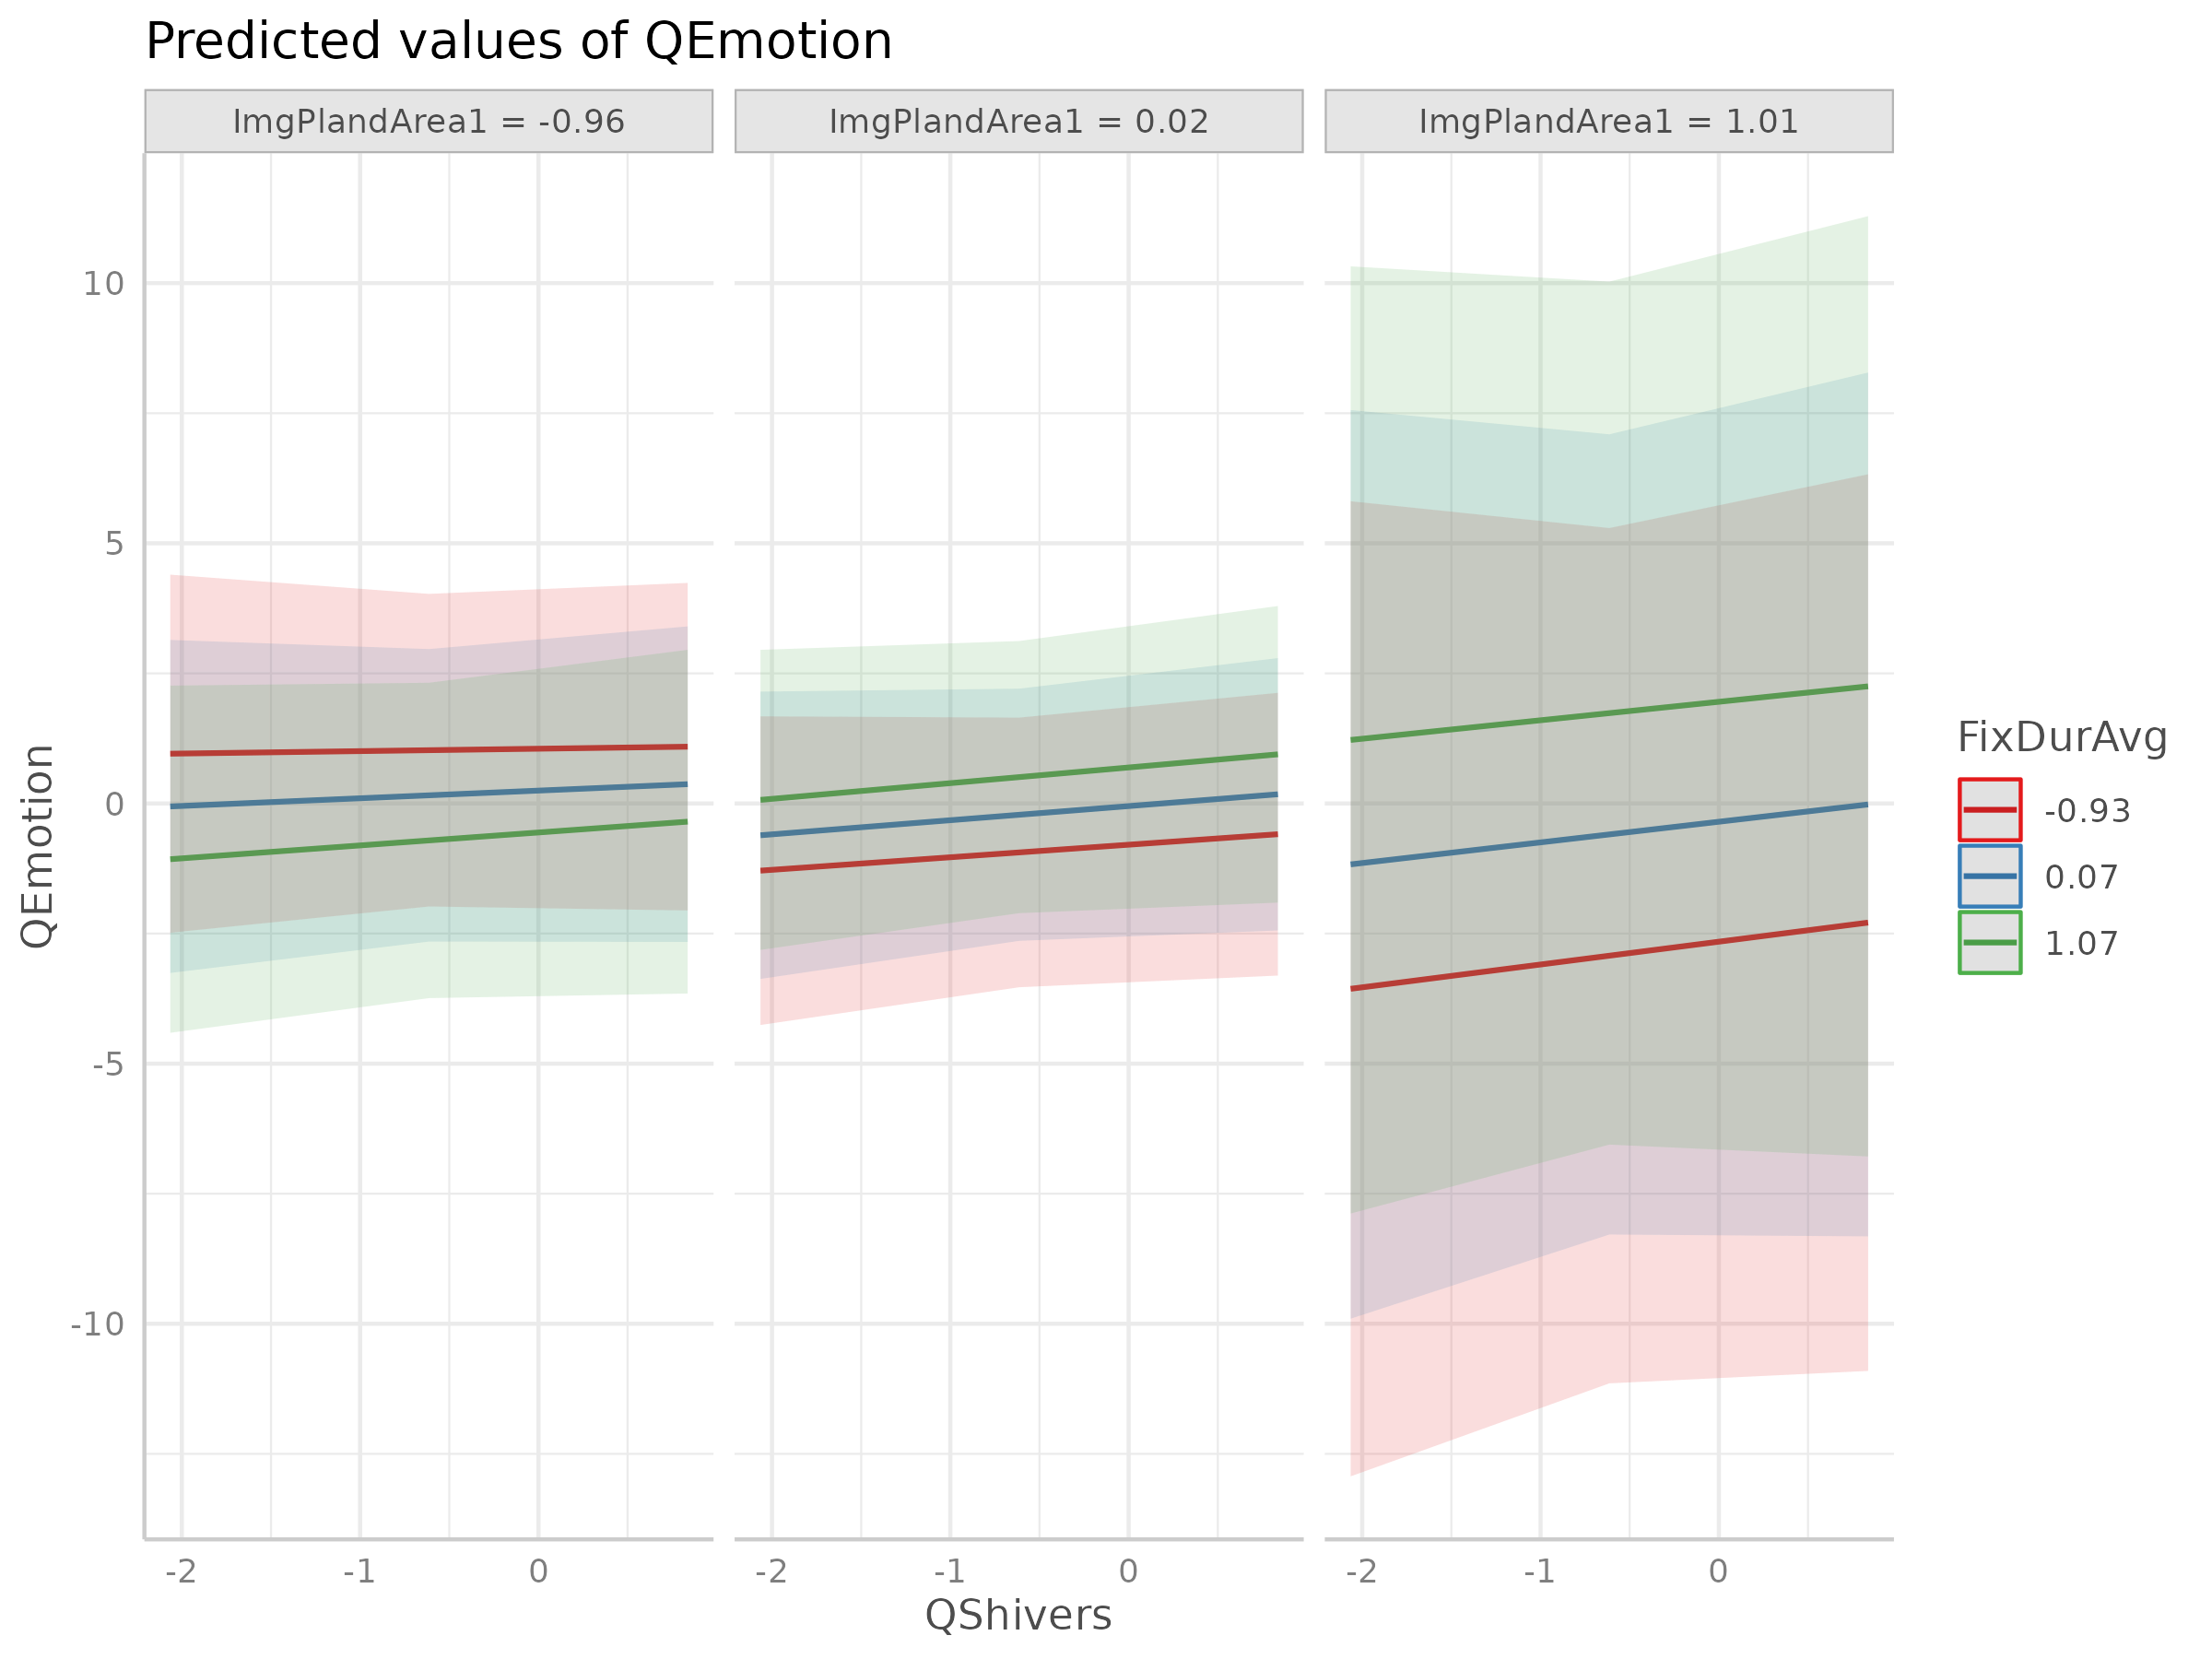 Predicted values of QEmotion
ImgPlandArea1 = -0.96
ImgPlandArea1 = 0.02
ImgPlandArea1 = 1.01
10
5
0
-5
-10
QEmotion
-2 -1 0
-2 -1 0
-2 -1 0
QShivers
FixDurAvg
-0.93
0.07
1.07